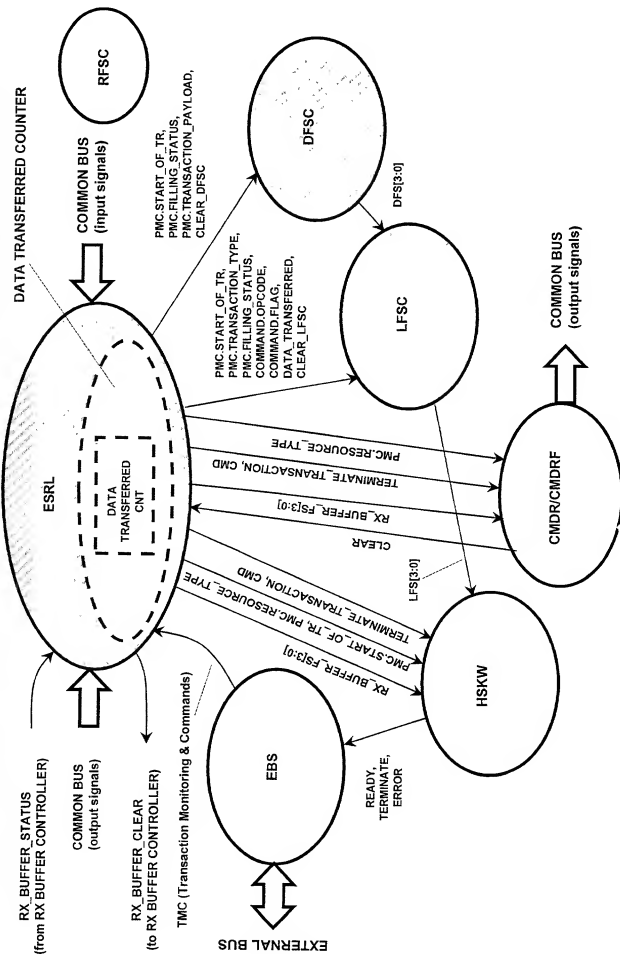 RX_BUFFER_STATUS
(from RX BUFFER CONTROLLER)
COMMON BUS
(output signals)
RX_BUFFER_CLEAR
(to RX BUFFER CONTROLLER)
TMC (Transaction Monitoring & Commands)
EXTERNAL BUS
EBS
READY,
TERMINATE,
ERROR
HSKW
RX_BUFFER_FS[3:0]
PMC.START_OF_TR, PMC.RESOURCE_TYPE
TERMINATE_TRANSACTION, CMD
LFS[3:0]
ESRL
DATA
TRANSFERRED
CNT
CLEAR
RX_BUFFER_FS[3:0]
TERMINATE_TRANSACTION, CMD
PMC.RESOURCE_TYPE
CMDR/CMDRF
COMMON BUS
(output signals)
DATA TRANSFERRED COUNTER
COMMON BUS
(input signals)
PMC.START_OF_TR,
PMC.TRANSACTION_TYPE,
PMC.FILLING_STATUS,
COMMAND.OPCODE,
COMMAND.FLAG,
DATA_TRANSFERRED,
CLEAR_LFSC
LFSC
PMC.START_OF_TR,
PMC.FILLING_STATUS,
PMC.TRANSACTION_PAYLOAD,
CLEAR_DFSC
DFSC
DFS[3:0]
RFSC